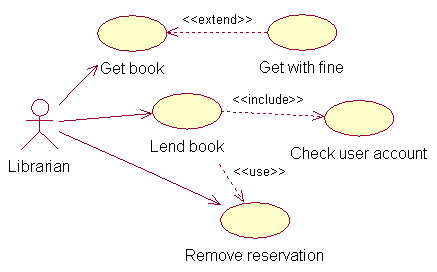 <<extend>>
Get book
Get with fine
<<include>>
Librarian
Lend book
Check user account
<<use>>
Remove reservation